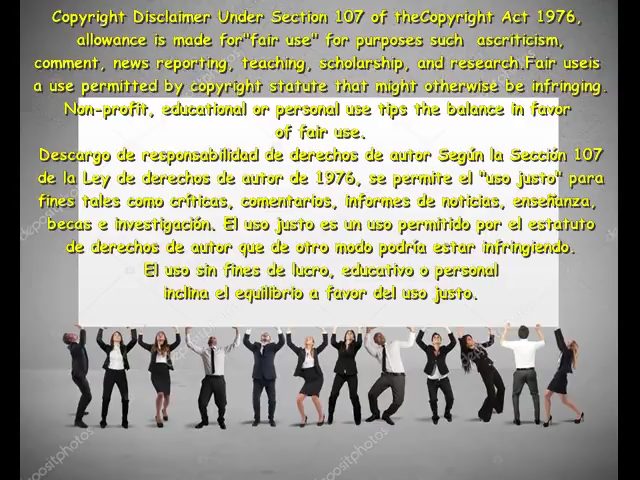 Copyright Disclaimer Under Section 107 of theCopyright Act 1976,
allowance is made for"fair use" for purposes such  ascriticism,
comment, news reporting, teaching, scholarship, and research.Fair useis
a use permitted by copyright statute that might otherwise be infringing.
Non-profit, educational or personal use tips the balance in favor
of fair use.
Descargo de responsabilidad de derechos de autor Según la Sección 107
de la Ley de derechos de autor de 1976, se permite el "uso justo" para
fines tales como críticas, comentarios, informes de noticias, enseñanza,
becas e investigación. El uso justo es un uso permitido por el estatuto
de derechos de autor que de otro modo podría estar infringiendo.
El uso sin fines de lucro, educativo o personal
inclina el equilibrio a favor del uso justo.
depositphotos
depositphotos